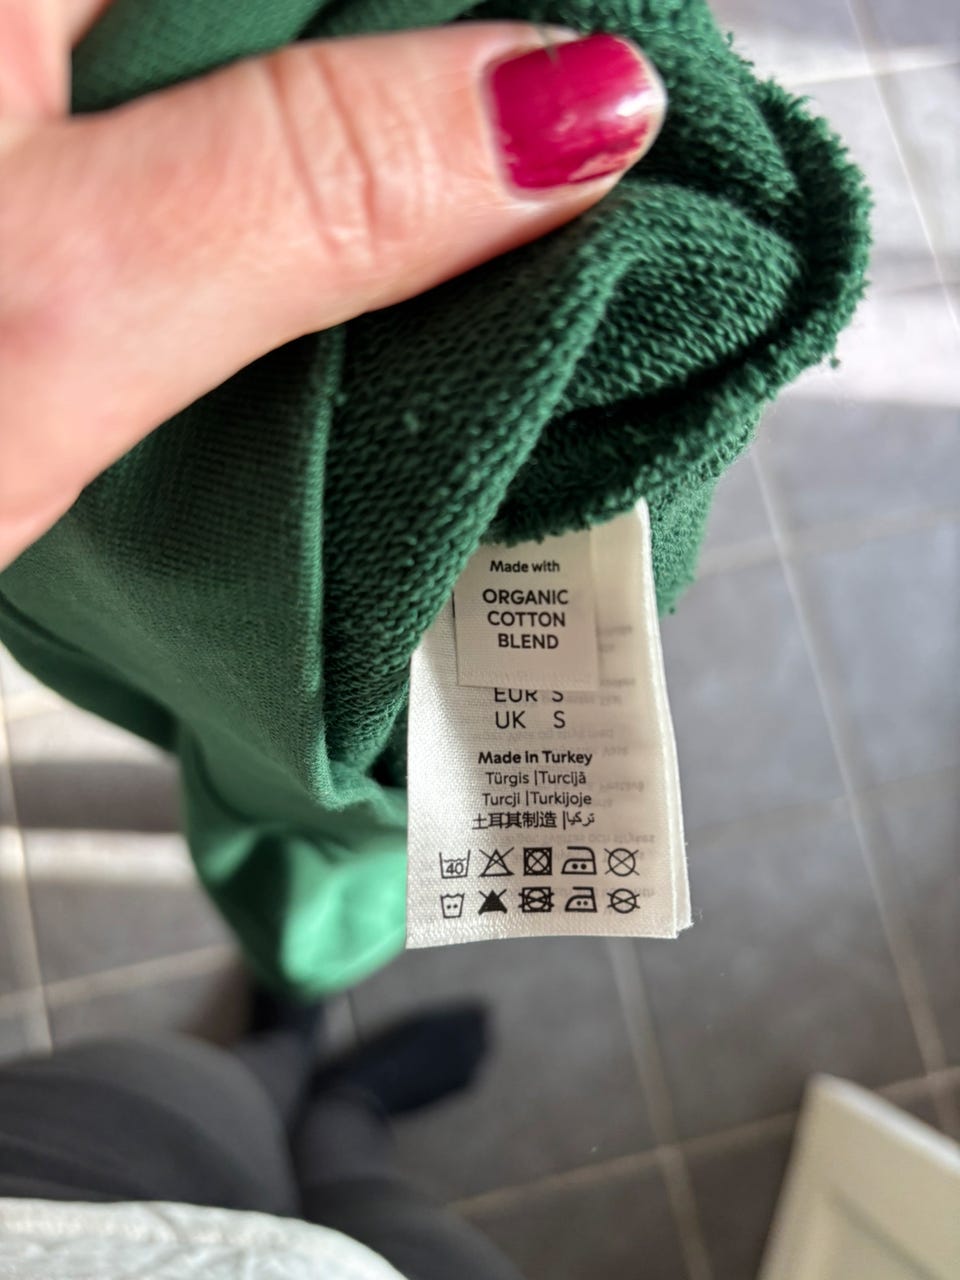 Made with
ORGANIC
COTTON
BLEND
EUR S
UK S
Made in Turkey
Türgis |Turcijā
Turcji |Turkijoje
土耳其制造 |تركيا
40